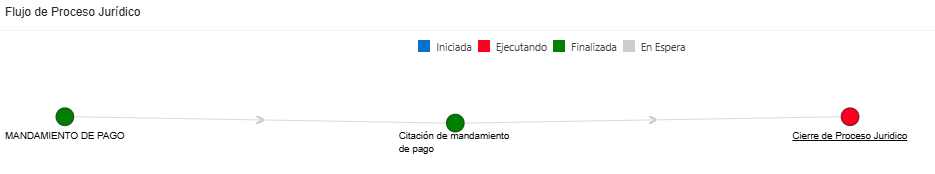 Flujo de Proceso Jurídico
Iniciada Ejecutando Finalizada En Espera
MANDAMIENTO DE PAGO
Citación de mandamiento
de pago
Cierre de Proceso Juridico